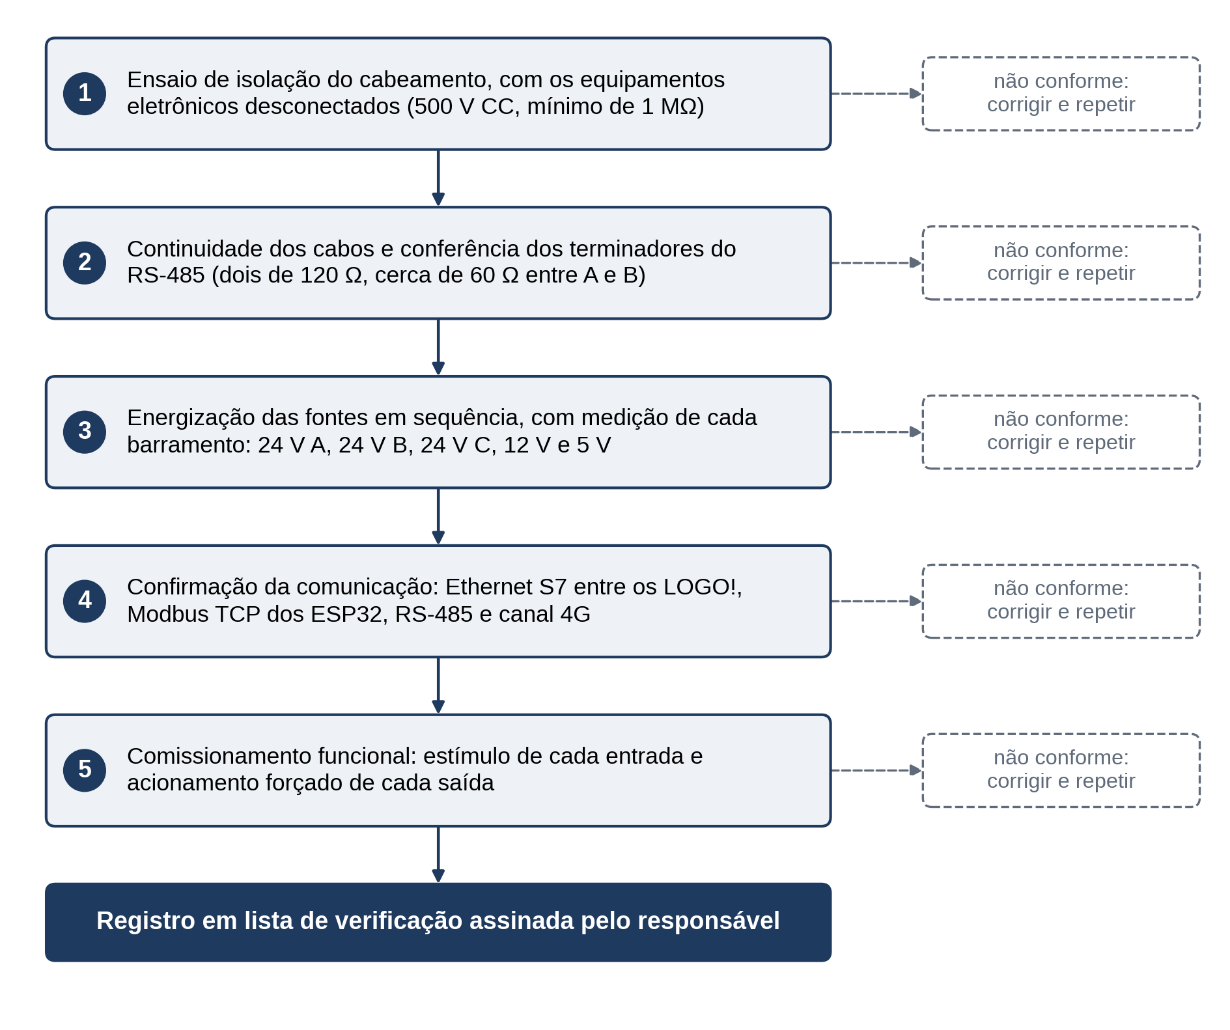 1
Ensaio de isolação do cabeamento, com os equipamentos
eletrônicos desconectados (500 V CC, mínimo de 1 MΩ)
não conforme:
corrigir e repetir
2
Continuidade dos cabos e conferência dos terminadores do
RS-485 (dois de 120 Ω, cerca de 60 Ω entre A e B)
não conforme:
corrigir e repetir
3
Energização das fontes em sequência, com medição de cada
barramento: 24 V A, 24 V B, 24 V C, 12 V e 5 V
não conforme:
corrigir e repetir
4
Confirmação da comunicação: Ethernet S7 entre os LOGO!,
Modbus TCP dos ESP32, RS-485 e canal 4G
não conforme:
corrigir e repetir
5
Comissionamento funcional: estímulo de cada entrada e
acionamento forçado de cada saída
não conforme:
corrigir e repetir
Registro em lista de verificação assinada pelo responsável